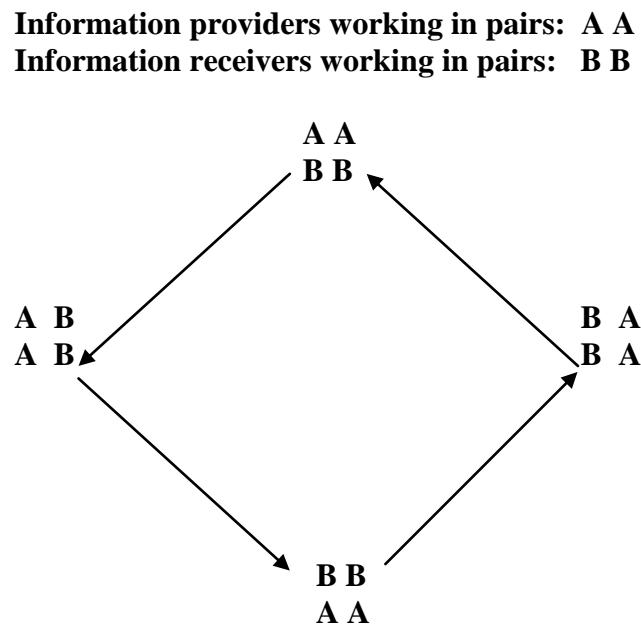 Information providers working in pairs: A A
Information receivers working in pairs: B B
A A
B B
A B
A B
B A
B A
B B
A A